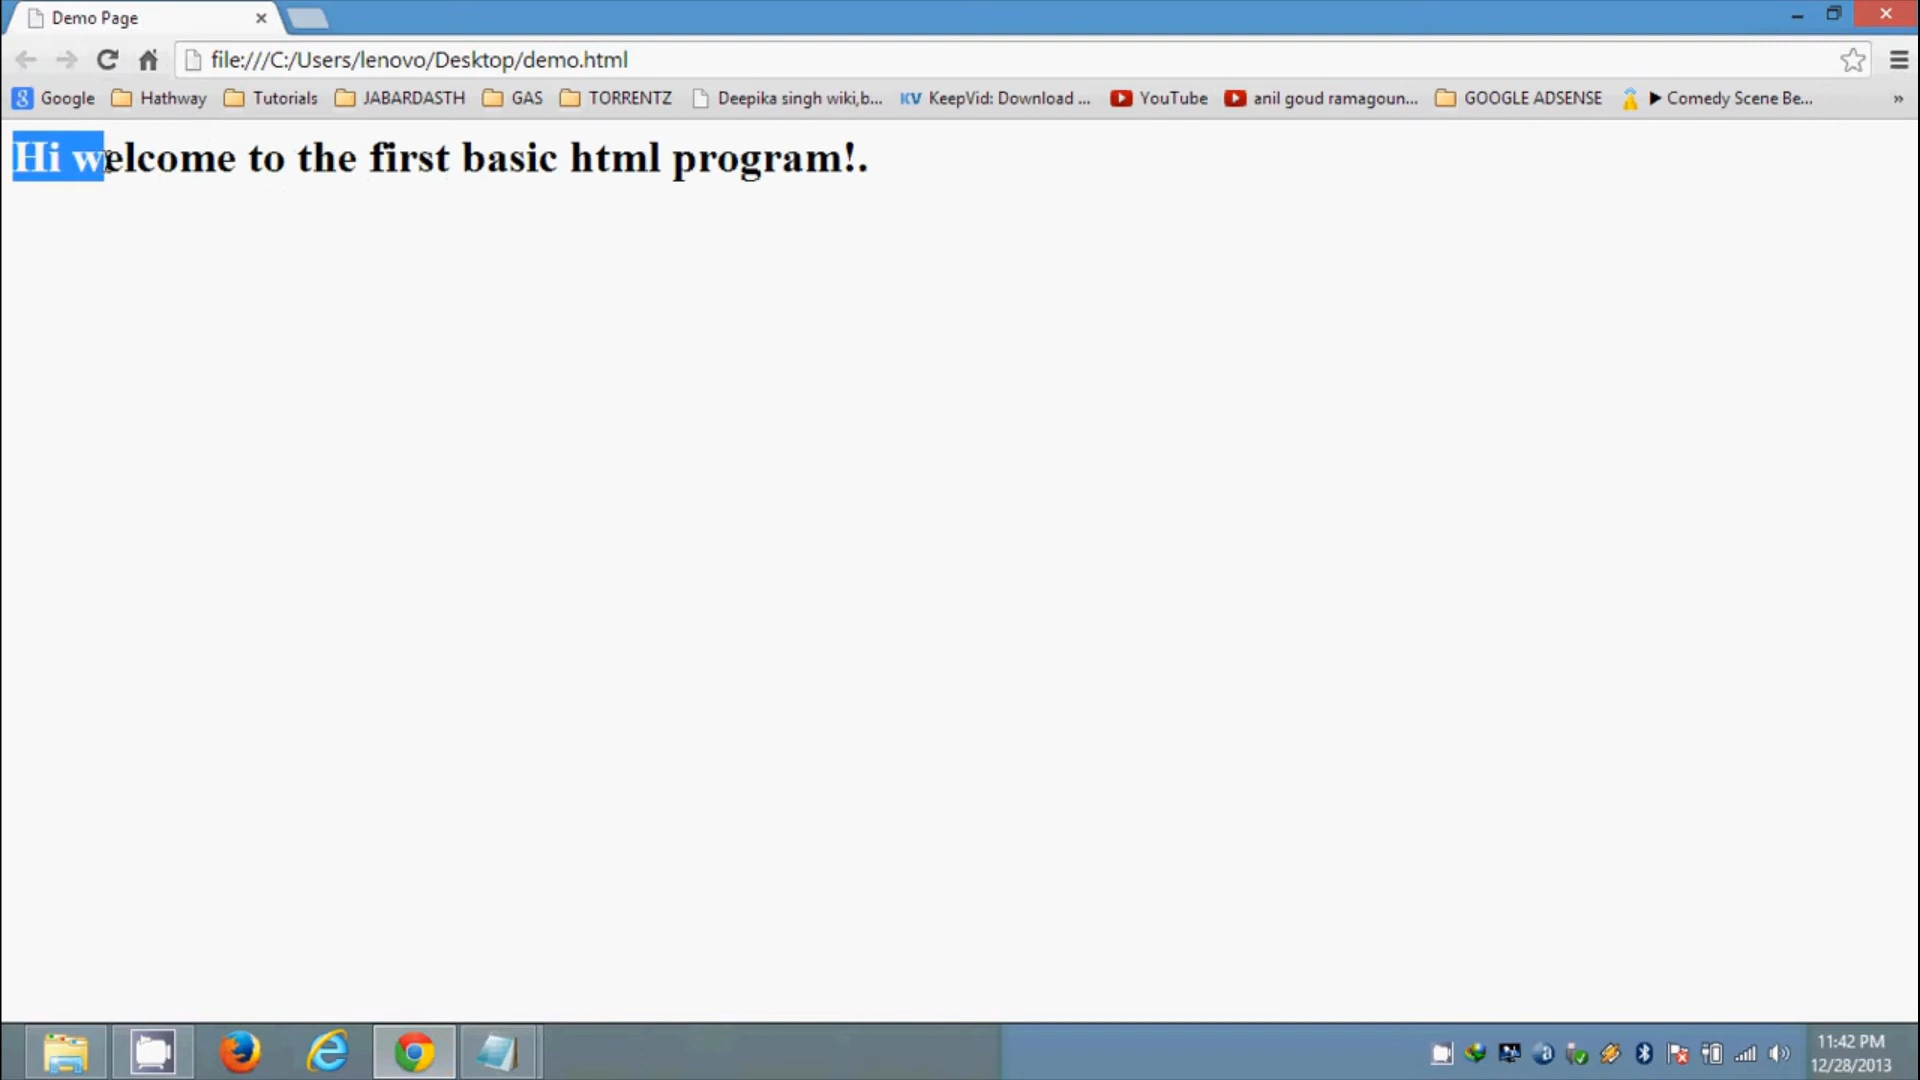 Demo Page
file:///C:/Users/lenovo/Desktop/demo.html
Google Hathway Tutorials JABARDASTH GAS TORRENTZ Deepika singh wiki,b... KV KeepVid: Download ... YouTube anil goud ramagoun... GOOGLE ADSENSE ▶ Comedy Scene Be... »
Hi welcome to the first basic html program!.
11:42 PM
12/28/2013